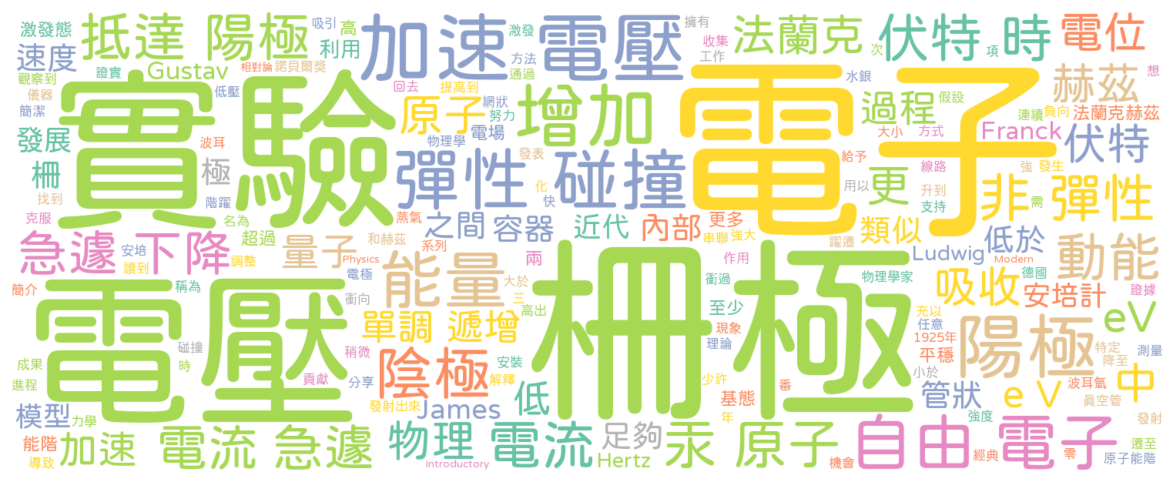 激發態 抵達 陽極 吸引 高 加速 電壓 激發 擁有 法蘭克 次 伏特 時 項 電位
速度 證實 Gustav 利用 方法 收集 工作
觀察到 相對論 諾貝爾獎 通過 水銀 赫茲 想
儀器 低壓 回去 提高到 網狀 增加 過程 假設 連續 負向
簡潔 實驗 原子 努力 電子 大小 方式 法蘭克赫茲
發展 波耳 物理學 電場 給予 Franck 伏特
柵 極 彈性 碰撞 發表 線路 強 發生
找到 階躍 化 快 用以 更 升到 支持 需 非 彈性
克服 名為 蒸氣 之間 容器 近代 內部 更多 躍遷 類似
急遽 下降 安培 超過 量子 和赫茲 系列 串聯 強大 Ludwig 低於 動能
讀到 調整 電極 能量 兩 作用 Modern
簡介 稱為 Physics 大於 衝過 物理學家 德國 證據
電壓 衝向 三 高出 柵極 至少 吸收 安培計 eV
單調 遞增 現象 充以 1925年
成果 碰撞 時 稍微 陰極 安裝 理論 任意 平穩 陽極 特定 測量
進程 貢獻 分享 解釋 小於 降至
模型 力學 發射出來 James 低 少許 基態 番 管狀 e V 波耳氣 中 真空管
能階 加速 電流 急遽 物理 電流 足夠 年 汞 原子 自由 電子 強度 發射
導致 Introductory Hertz 機會 經典 零 遷至 原子能階